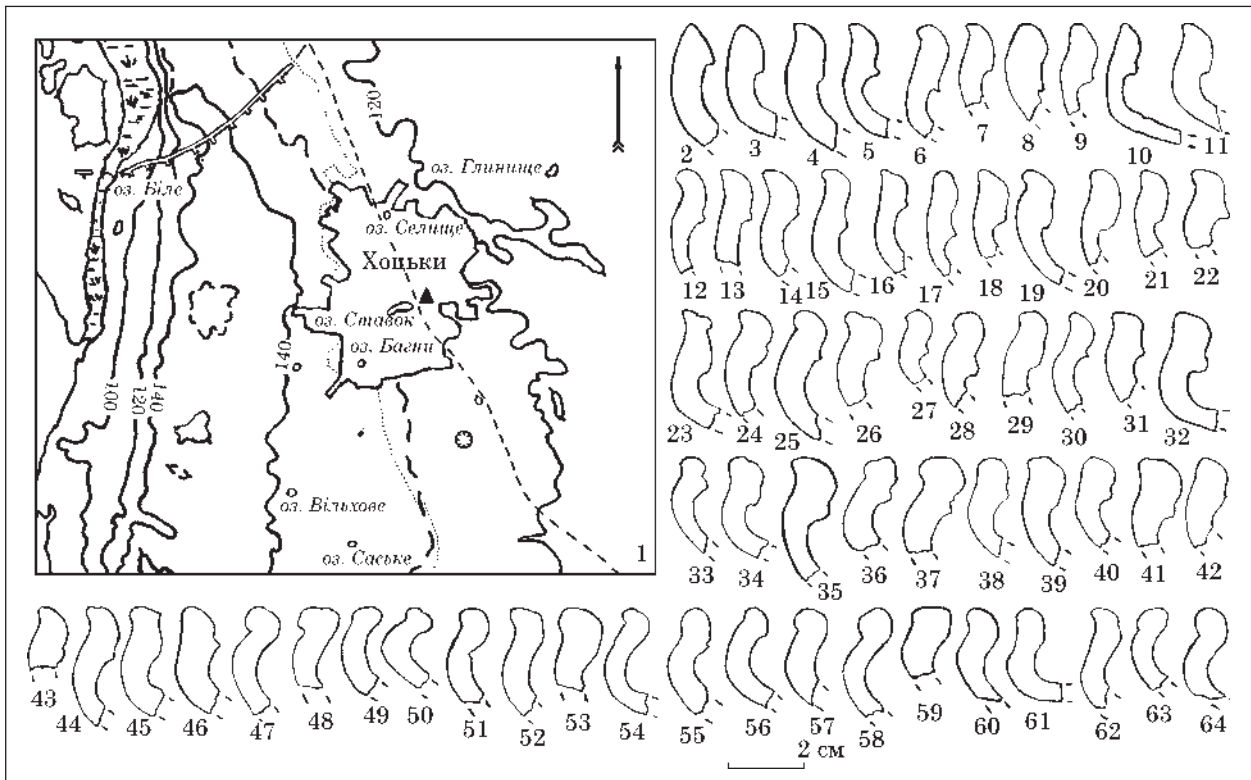 120
оз. Глинище
оз. Біле
оз. Селище
Хоцьки
оз. Ставок
оз. Багни
140
100
120
140
оз. Вільхове
оз. Саське
1
2 3 4 5 6 7 8 9 10 11
12 13 14 15 16 17 18 19 20 21 22
23 24 25 26 27 28 29 30 31 32
33 34 35 36 37 38 39 40 41 42
43 44 45 46 47 48 49 50 51 52 53 54 55 56 57 58 59 60 61 62 63 64
2 см